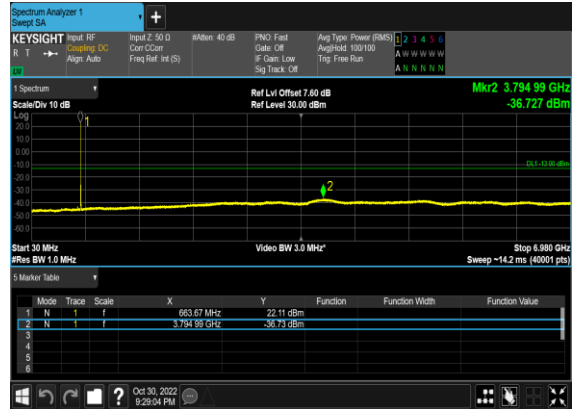 Spectrum Analyzer 1
Swept SA
+
KEYSIGHT Input: RF Input Z: 50 Ω #Atten: 40 dB PNO: Fast Avg Type: Power (RMS) 1 2 3 4 5 6
R T Coupling: DC Corr CCorr Gate: Off Avg|Hold: 100/100 A W W W W W
Align: Auto Freq Ref: Int (S) IF Gain: Low Trig: Free Run
Sig Track: Off A N N N N N
1 Spectrum Ref Lvl Offset 7.60 dB Mkr2 3.794 99 GHz
Scale/Div 10 dB Ref Level 30.00 dBm -36.727 dBm
Log
1
20.0
10.0
0.00
-10.0
DL1 -13.00 dBm
-20.0
-30.0
2
-40.0
-50.0
-60.0
Start 30 MHz Video BW 3.0 MHz* Stop 6.980 GHz
#Res BW 1.0 MHz Sweep ~14.2 ms (40001 pts)
5 Marker Table
Mode Trace Scale X Y Function Function Width Function Value
1 N 1 f 663.67 MHz 22.11 dBm
2 N 1 f 3.794 99 GHz -36.73 dBm
3
4
5
6
? Oct 30, 2022
9:29:04 PM